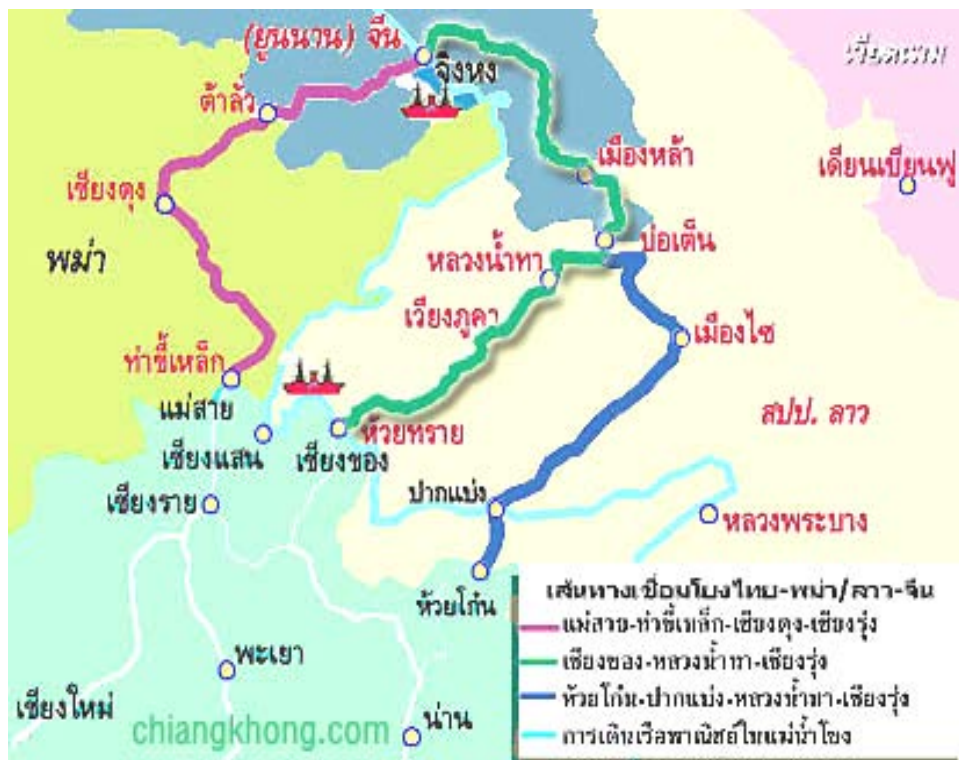 (ยูนนาน) จีน
เวียดนาม
จิงหง
ต้าลั่ว
เมืองหล้า
เดียนเบียนฟู
เชียงตุง
บ่อเต็น
พม่า
หลวงน้ำทา
เวียงภูคา
เมืองไซ
ท่าขี้เหล็ก
แม่สาย
สปป. ลาว
ห้วยทราย
เชียงแสน
เชียงของ
ปากแบ่ง
เชียงราย
หลวงพระบาง
ห้วยโก๋น
เส้นทางเชื่อมโยงไทย-พม่า/ลาว-จีน
แม่สาย-ท่าขี้เหล็ก-เชียงตุง-เชียงรุ่ง
เชียงของ-หลวงน้ำทา-เชียงรุ่ง
ห้วยโก๋น-ปากแบ่ง-หลวงน้ำทา-เชียงรุ่ง
การเดินเรือพาณิชย์ในแม่น้ำโขง
พะเยา
เชียงใหม่
น่าน
chiangkhong.com